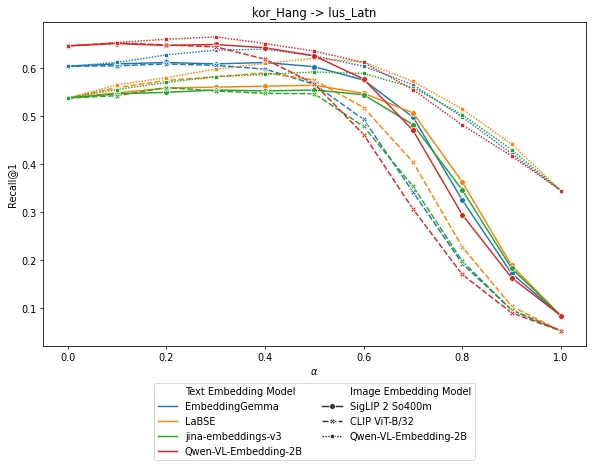 kor_Hang -> lus_Latn
Recall@1
0.6
0.5
0.4
0.3
0.2
0.1
0.0 0.2 0.4 0.6 0.8 1.0
α
Text Embedding Model Image Embedding Model
EmbeddingGemma SigLIP 2 So400m
LaBSE CLIP ViT-B/32
jina-embeddings-v3 Qwen-VL-Embedding-2B
Qwen-VL-Embedding-2B